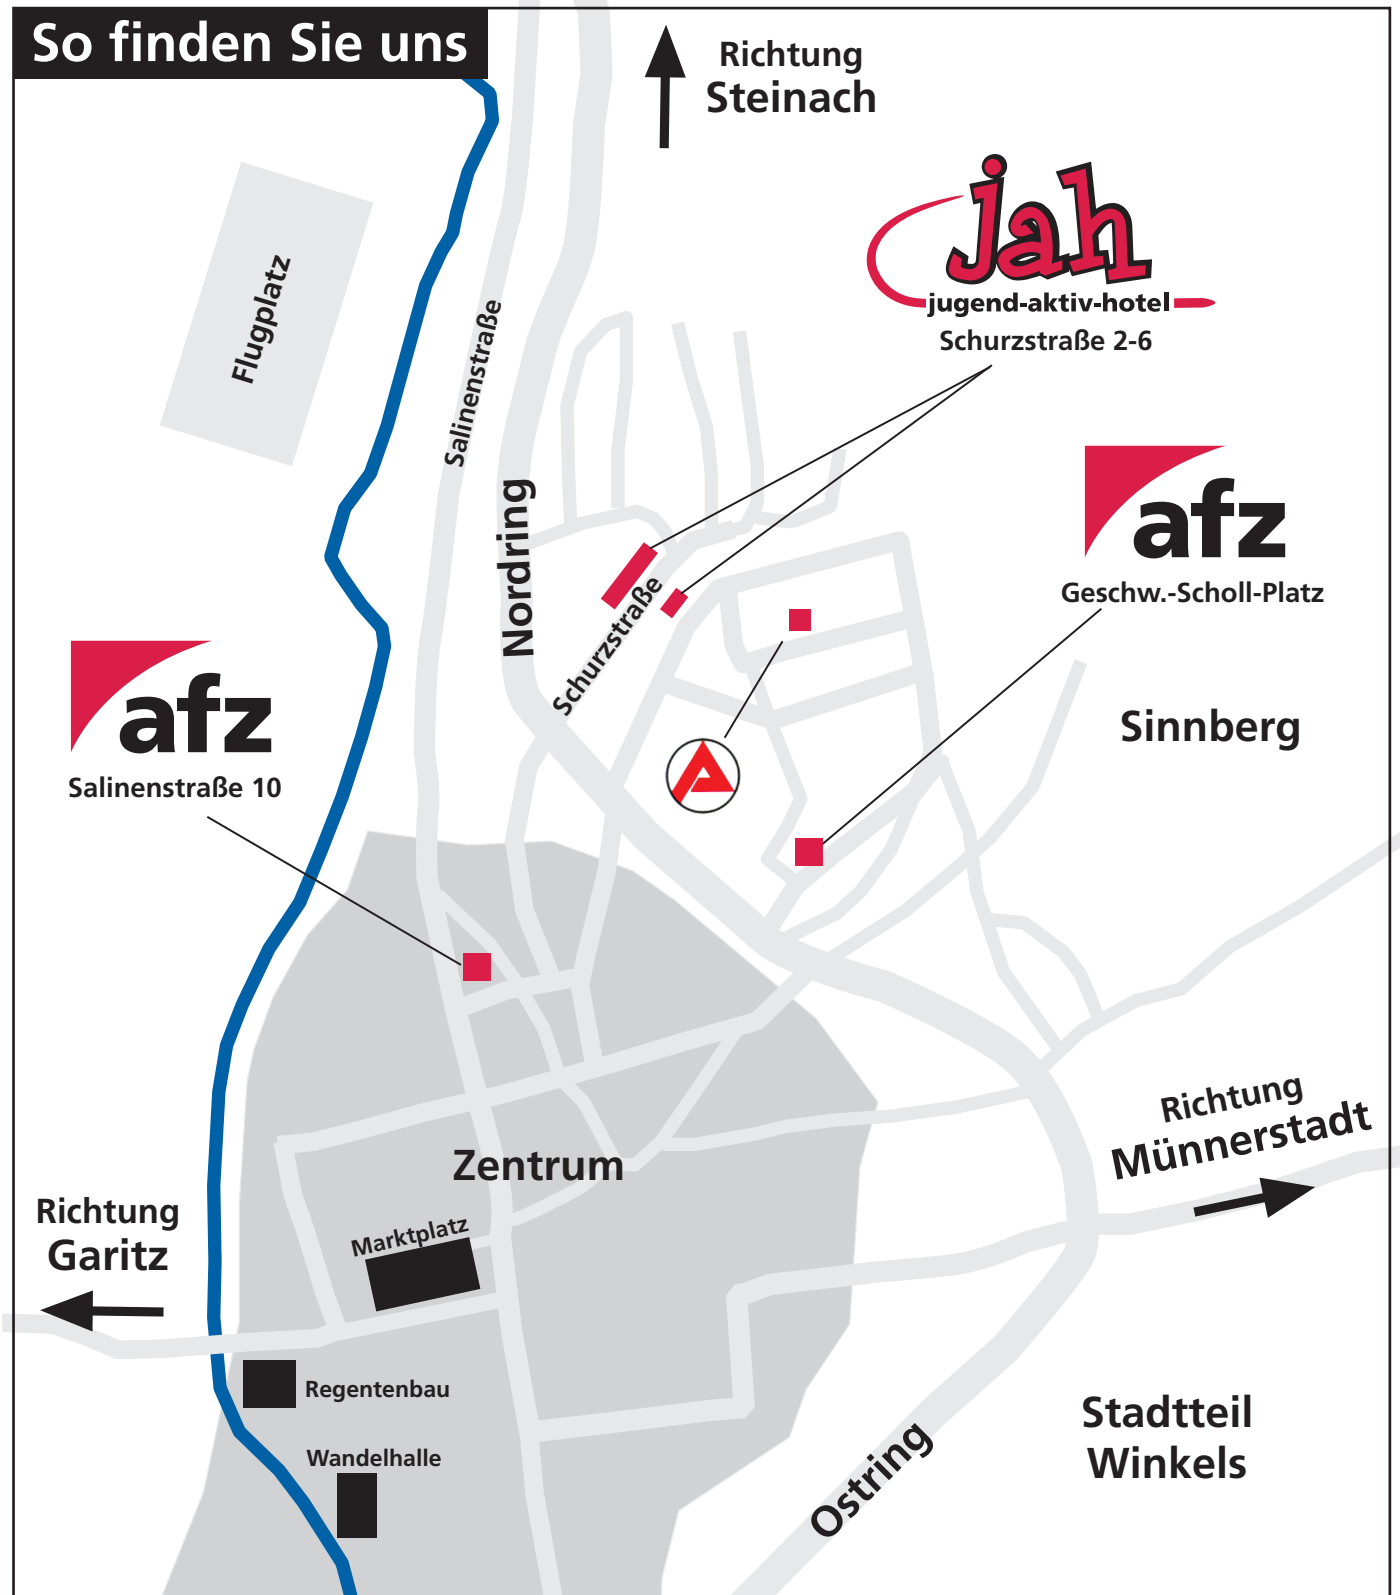 So finden Sie uns
Richtung
Steinach
jah
jugend-aktiv-hotel
Schurzstraße 2-6
Flugplatz
Salinenstraße
Nordring
afz
Geschw.-Scholl-Platz
Schurzstraße
afz
Salinenstraße 10
Sinnberg
Richtung
Münnerstadt
Zentrum
Richtung
Garitz
Marktplatz
Regentenbau
Wandelhalle
Stadtteil
Winkels
Ostring